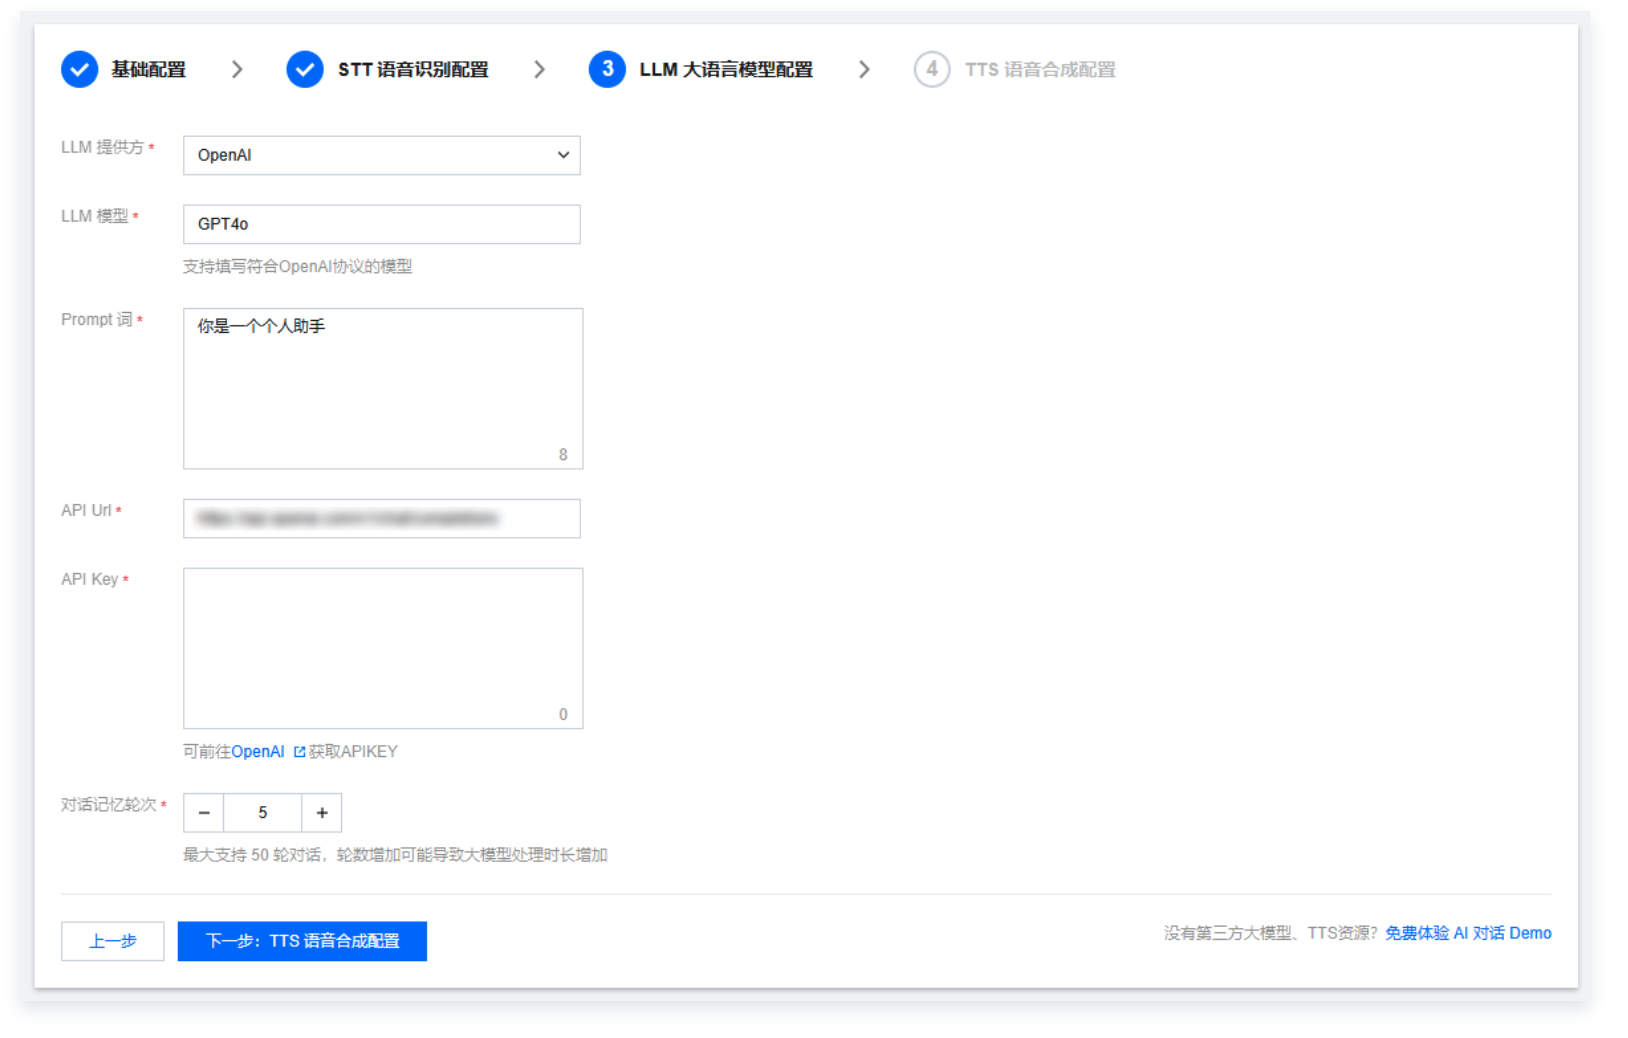 基础配置
STT 语音识别配置
3 LLM 大语言模型配置
4 TTS 语音合成配置
LLM 提供方 *
OpenAI
LLM 模型 *
GPT4o
支持填写符合OpenAI协议的模型
Prompt 词 *
你是一个个人助手
8
API Url *
API Key *
0
可前往OpenAI 获取APIKEY
对话记忆轮次 *
− 5 +
最大支持 50 轮对话，轮数增加可能导致大模型处理时长增加
上一步
下一步：TTS 语音合成配置
没有第三方大模型、TTS资源？免费体验 AI 对话 Demo